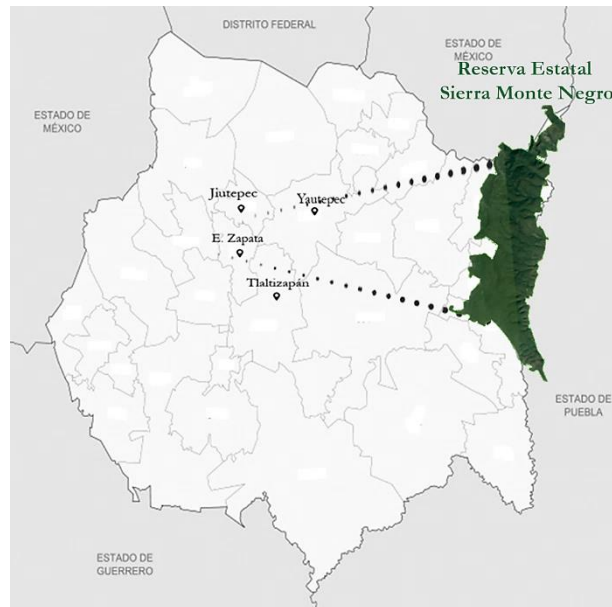 DISTRITO FEDERAL
ESTADO DE
MÉXICO
Reserva Estatal
Sierra Monte Negro
ESTADO DE
MÉXICO
Jiutepec
Yautepec
E. Zapata
Tlaltizapán
ESTADO DE
PUEBLA
ESTADO DE
GUERRERO